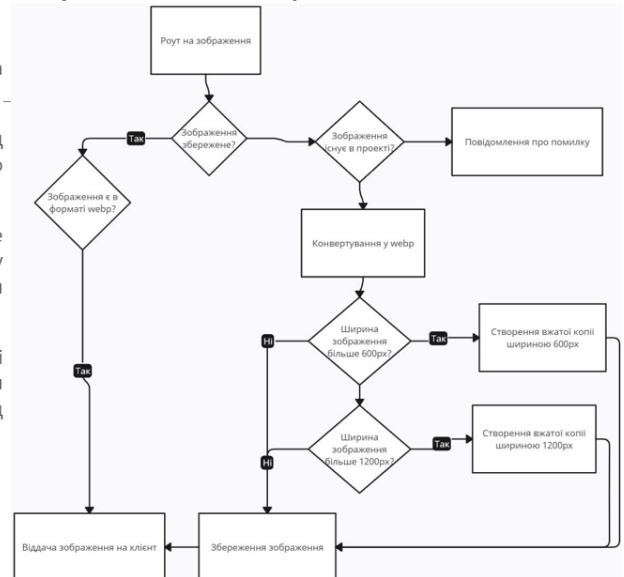 Роут на зображення
Зображення
збережене?
Так
Зображення
існує в проекті?
Повідомлення про помилку
Зображення є в
форматі webp?
Конвертування у webp
Ширина
зображення
більше 600px?
Ні
Так
Створення вжатої копії
шириною 600px
Так
Ширина
зображення
більше 1200px?
Ні
Так
Створення вжатої копії
шириною 1200px
Віддача зображення на клієнт
Збереження зображення